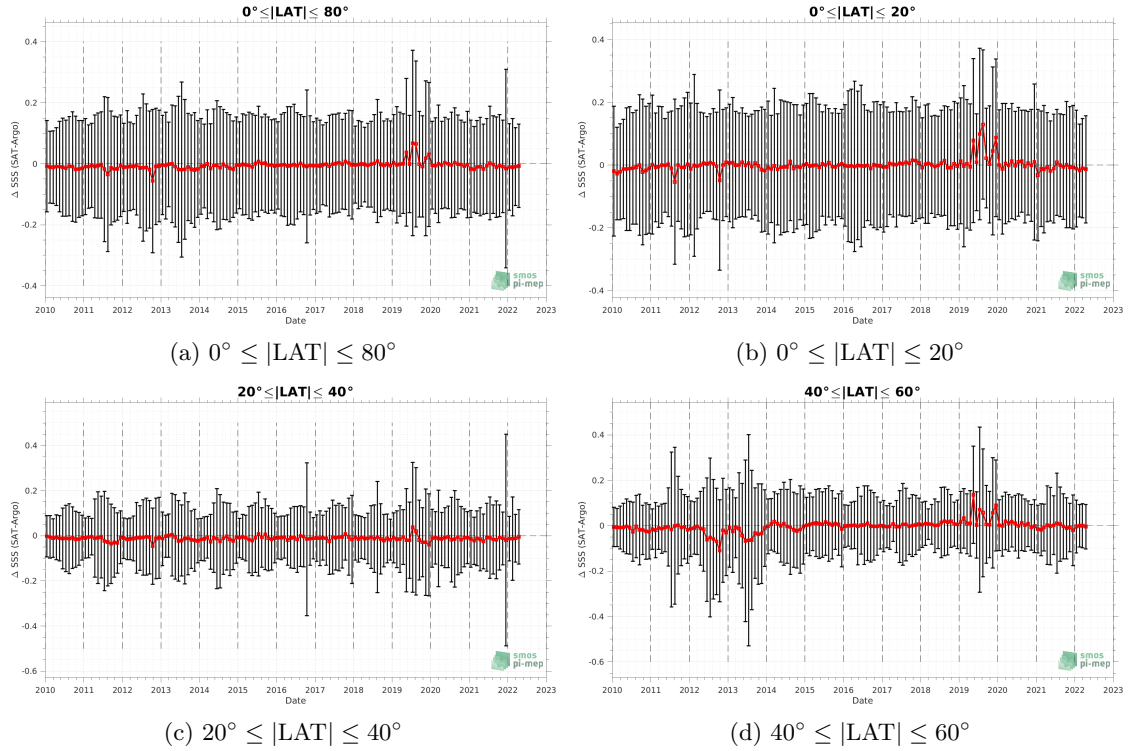 0°≤|LAT|≤ 80°
Δ SSS (SAT-Argo)
0.4
0.2
0
-0.2
-0.4
2010 2011 2012 2013 2014 2015 2016 2017 2018 2019 2020 2021 2022 2023
Date
smos
pi-mep
(a) 0° ≤ |LAT| ≤ 80°
0°≤|LAT|≤ 20°
Δ SSS (SAT-Argo)
0.4
0.2
0
-0.2
-0.4
2010 2011 2012 2013 2014 2015 2016 2017 2018 2019 2020 2021 2022 2023
Date
smos
pi-mep
(b) 0° ≤ |LAT| ≤ 20°
20°≤|LAT|≤ 40°
Δ SSS (SAT-Argo)
0.4
0.2
0
-0.2
-0.4
-0.6
2010 2011 2012 2013 2014 2015 2016 2017 2018 2019 2020 2021 2022 2023
Date
smos
pi-mep
(c) 20° ≤ |LAT| ≤ 40°
40°≤|LAT|≤ 60°
Δ SSS (SAT-Argo)
0.4
0.2
0
-0.2
-0.4
-0.6
2010 2011 2012 2013 2014 2015 2016 2017 2018 2019 2020 2021 2022 2023
Date
smos
pi-mep
(d) 40° ≤ |LAT| ≤ 60°